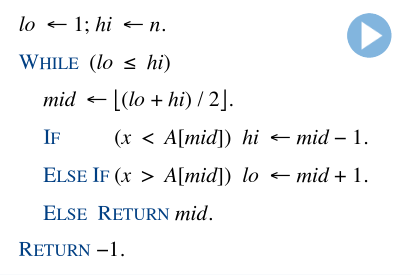 lo ← 1; hi ← n.
WHILE (lo ≤ hi)
mid ← ⌊(lo + hi) / 2⌋.
IF (x < A[mid]) hi ← mid − 1.
ELSE IF (x > A[mid]) lo ← mid + 1.
ELSE RETURN mid.
RETURN −1.